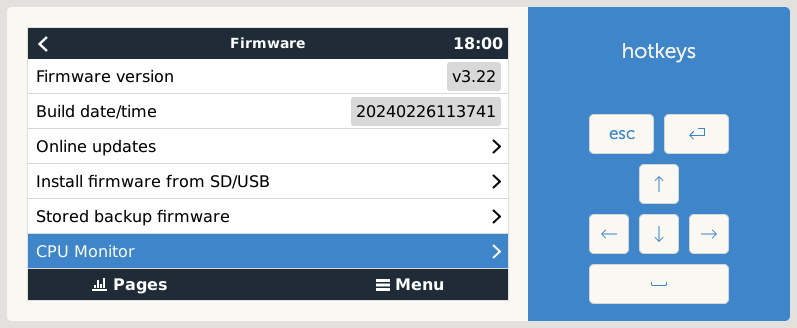 Firmware 18:00
Firmware version v3.22
Build date/time 20240226113741
Online updates
Install firmware from SD/USB
Stored backup firmware
CPU Monitor
Pages Menu
hotkeys
esc